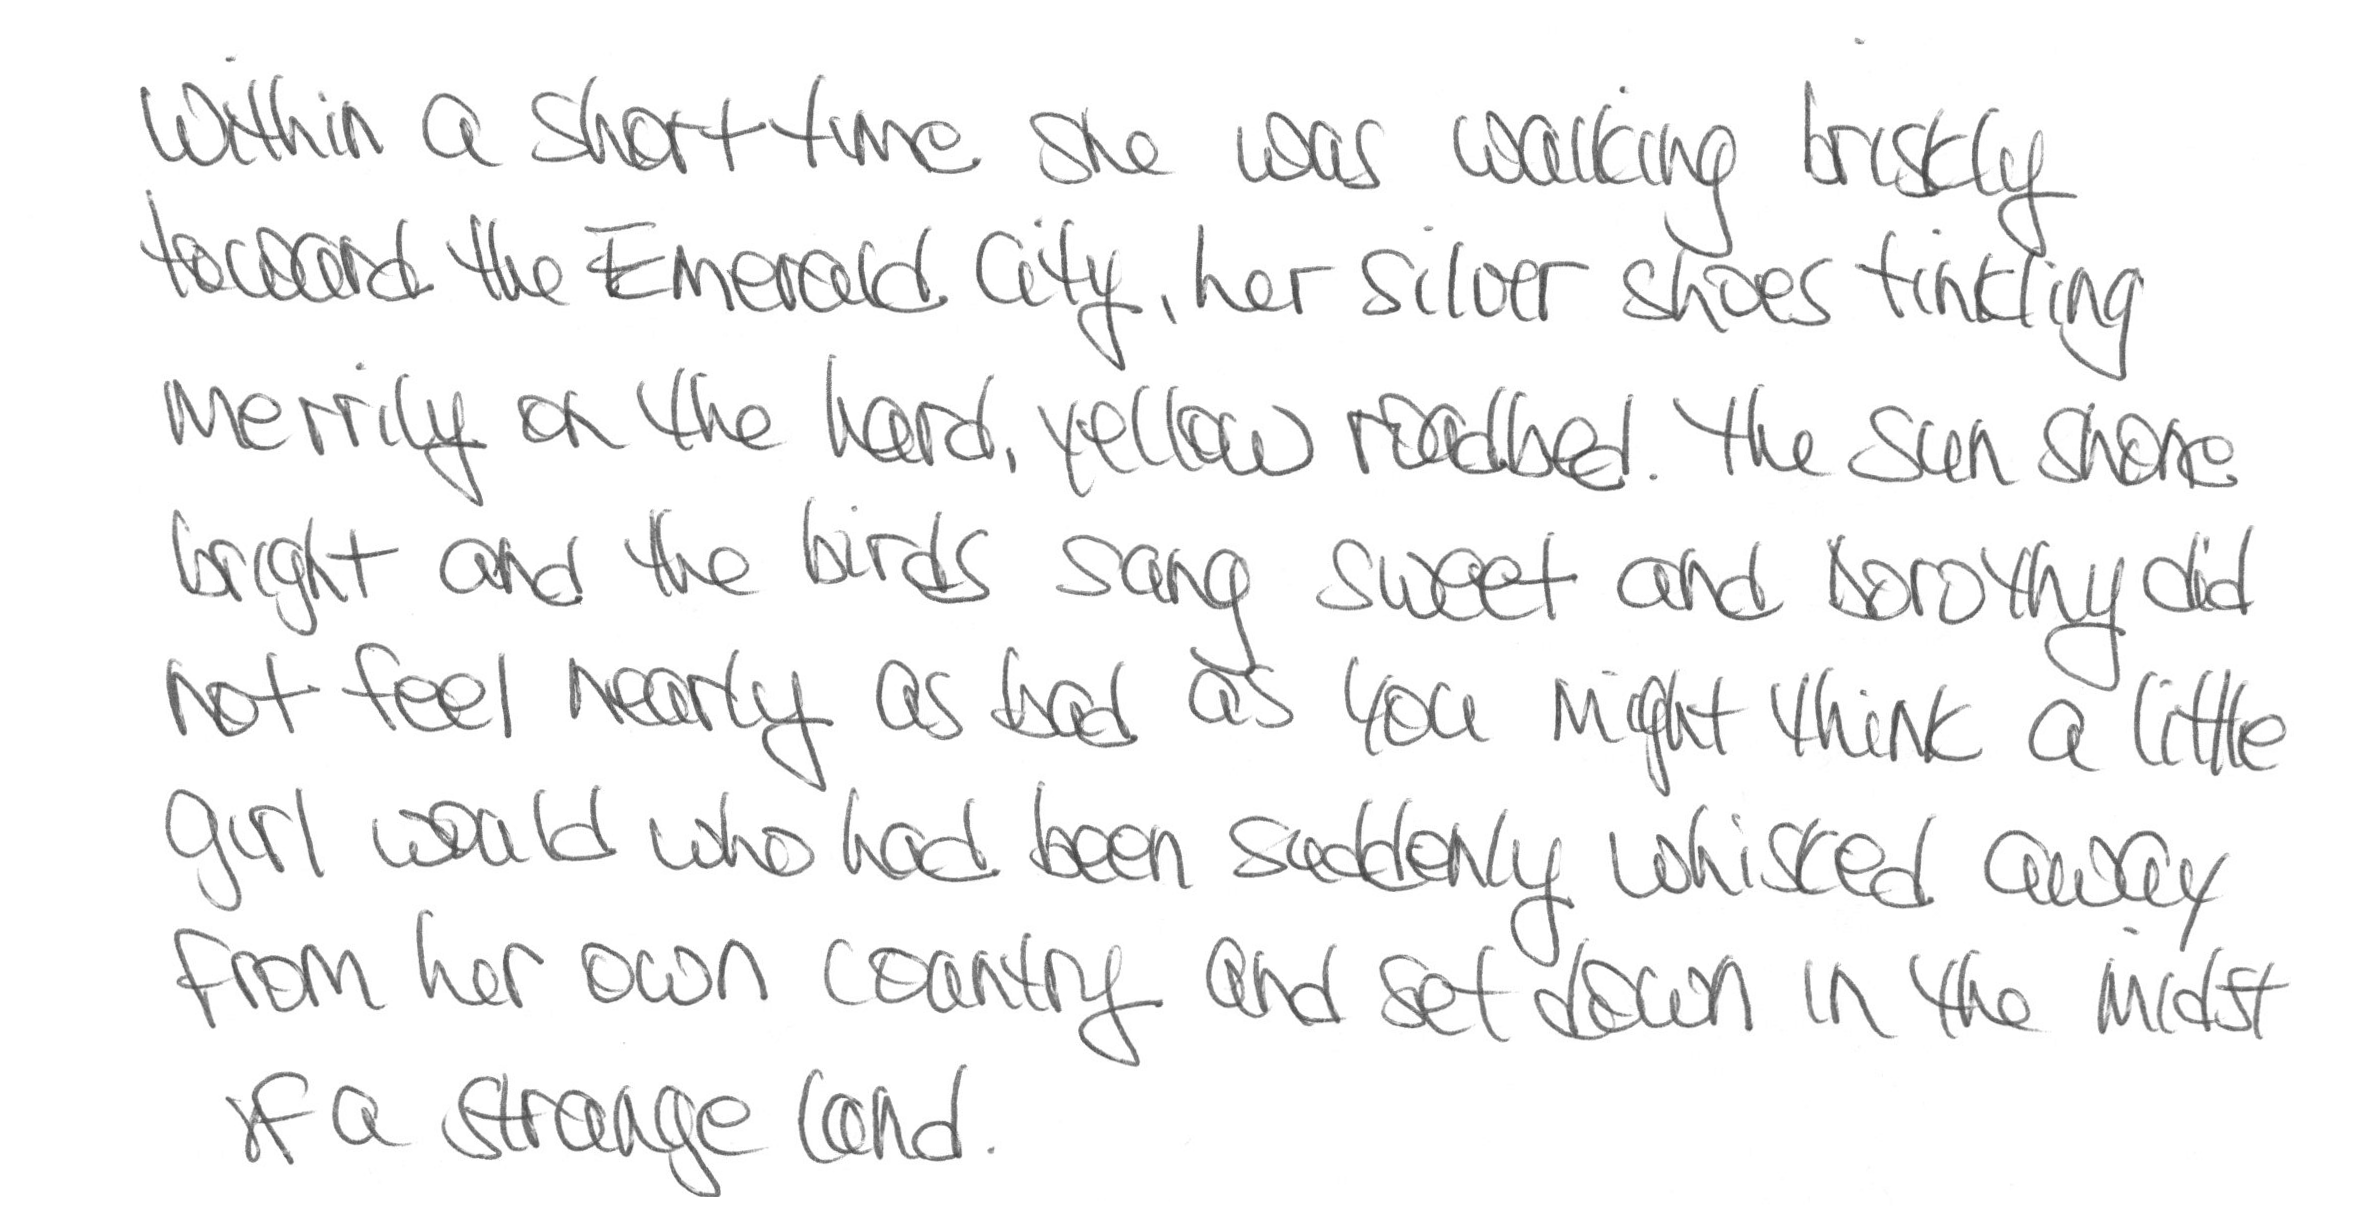 Within a short time she was walking briskly
toward the Emerald City, her silver shoes tinkling
merrily on the hard, yellow roadbed. The sun shone
bright and the birds sang sweet and Dorothy did
not feel nearly as bad as you might think a little
girl would who had been suddenly whisked away
from her own country and set down in the midst
of a strange land.